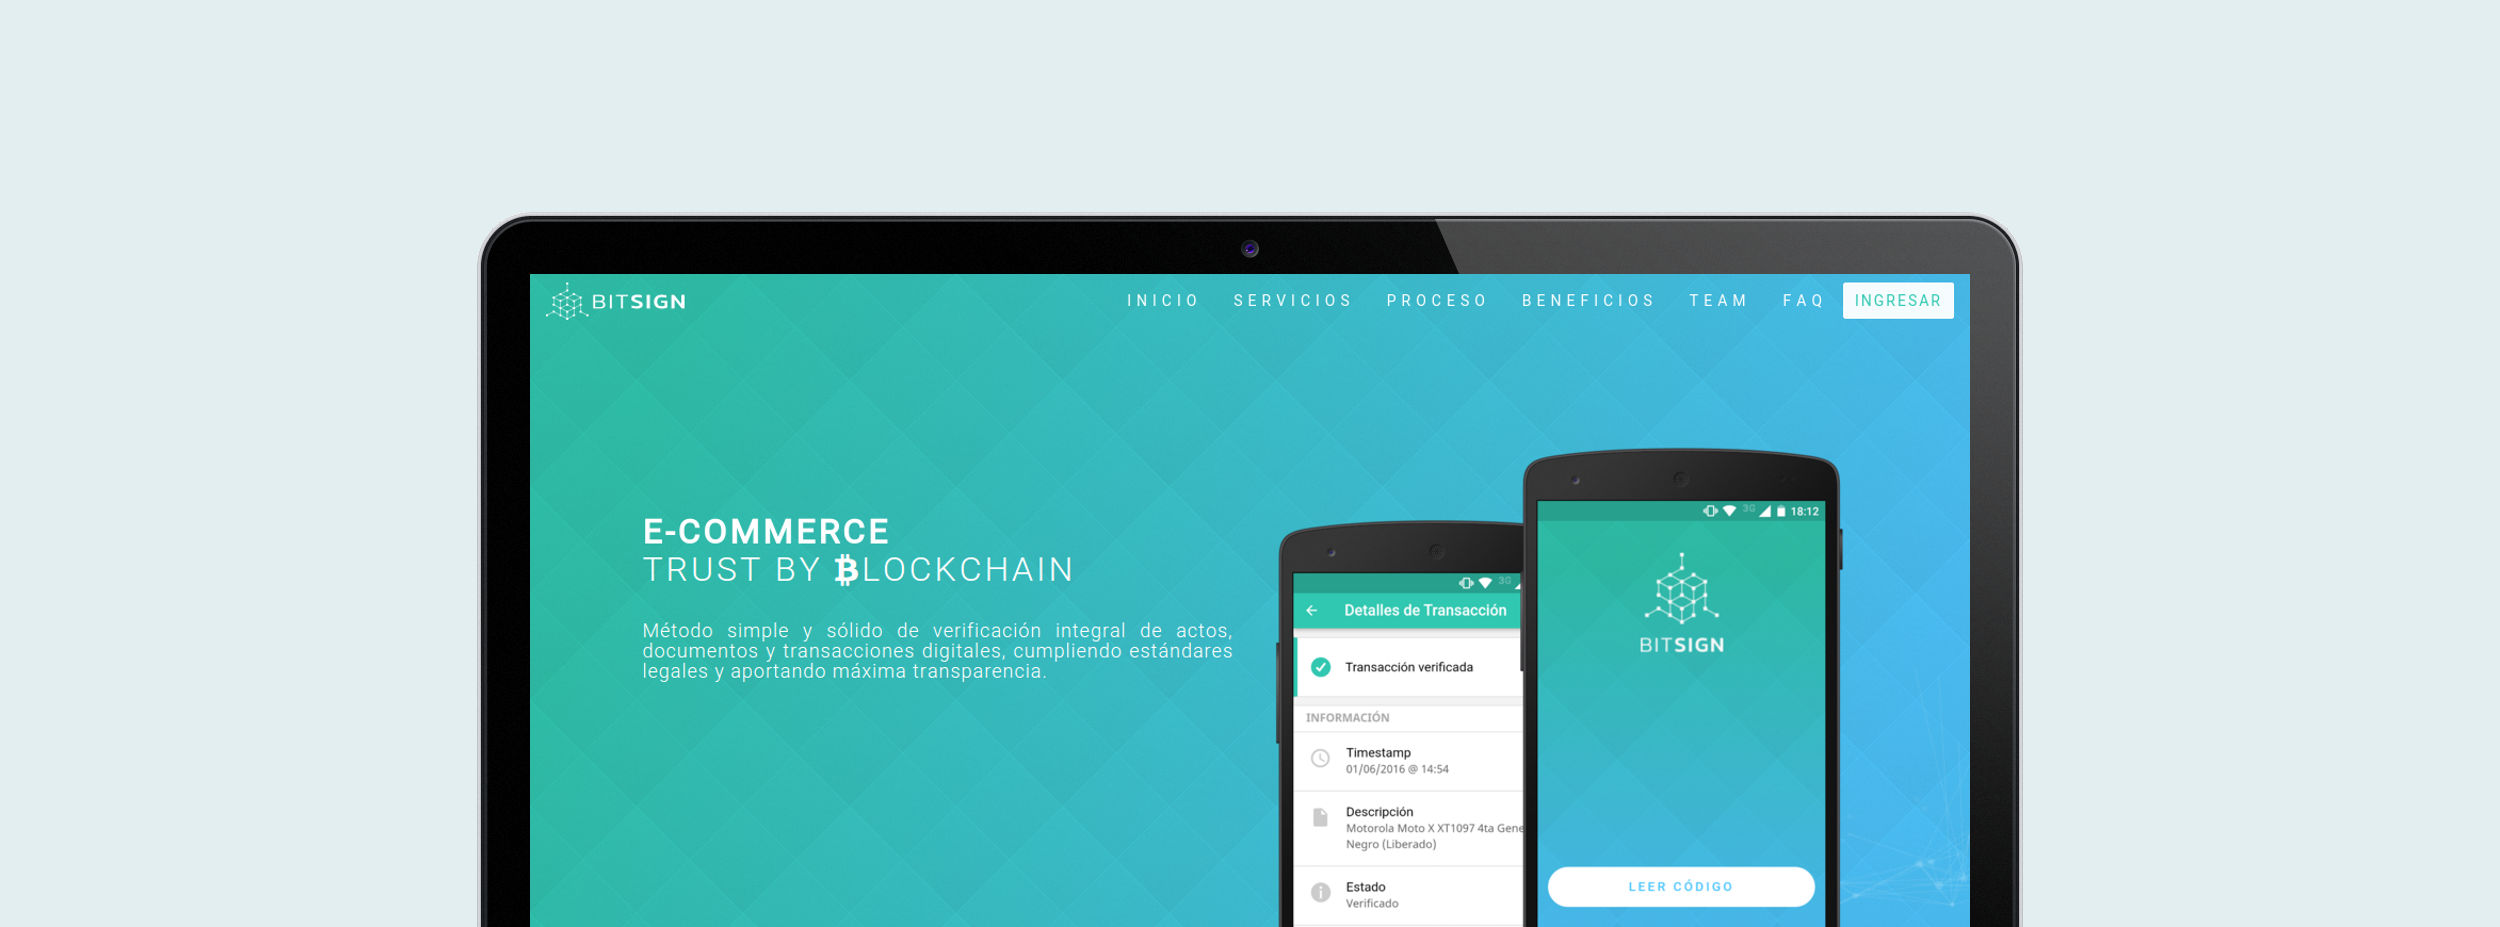 BITSIGN
INICIO SERVICIOS PROCESO BENEFICIOS TEAM FAQ INGRESAR
E-COMMERCE
TRUST BY ₿LOCKCHAIN
Método simple y sólido de verificación integral de actos,
documentos y transacciones digitales, cumpliendo estándares
legales y aportando máxima transparencia.
3G
Detalles de Transacción
Transacción verificada
INFORMACIÓN
Timestamp
01/06/2016 @ 14:54
Descripción
Motorola Moto X XT1097 4ta Gene
Negro (Liberado)
Estado
Verificado
3G 18:12
BITSIGN
LEER CÓDIGO